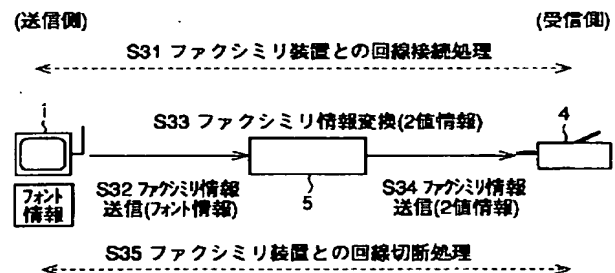 (送信側) (受信側)
S31 ファクシミリ装置との回線接続処理
1 S33 ファクシミリ情報変換(2値情報) 4
フォント
情報
S32 ファクシミリ情報
送信(フォント情報)
5
S34 ファクシミリ情報
送信(2値情報)
S35 ファクシミリ装置との回線切断処理